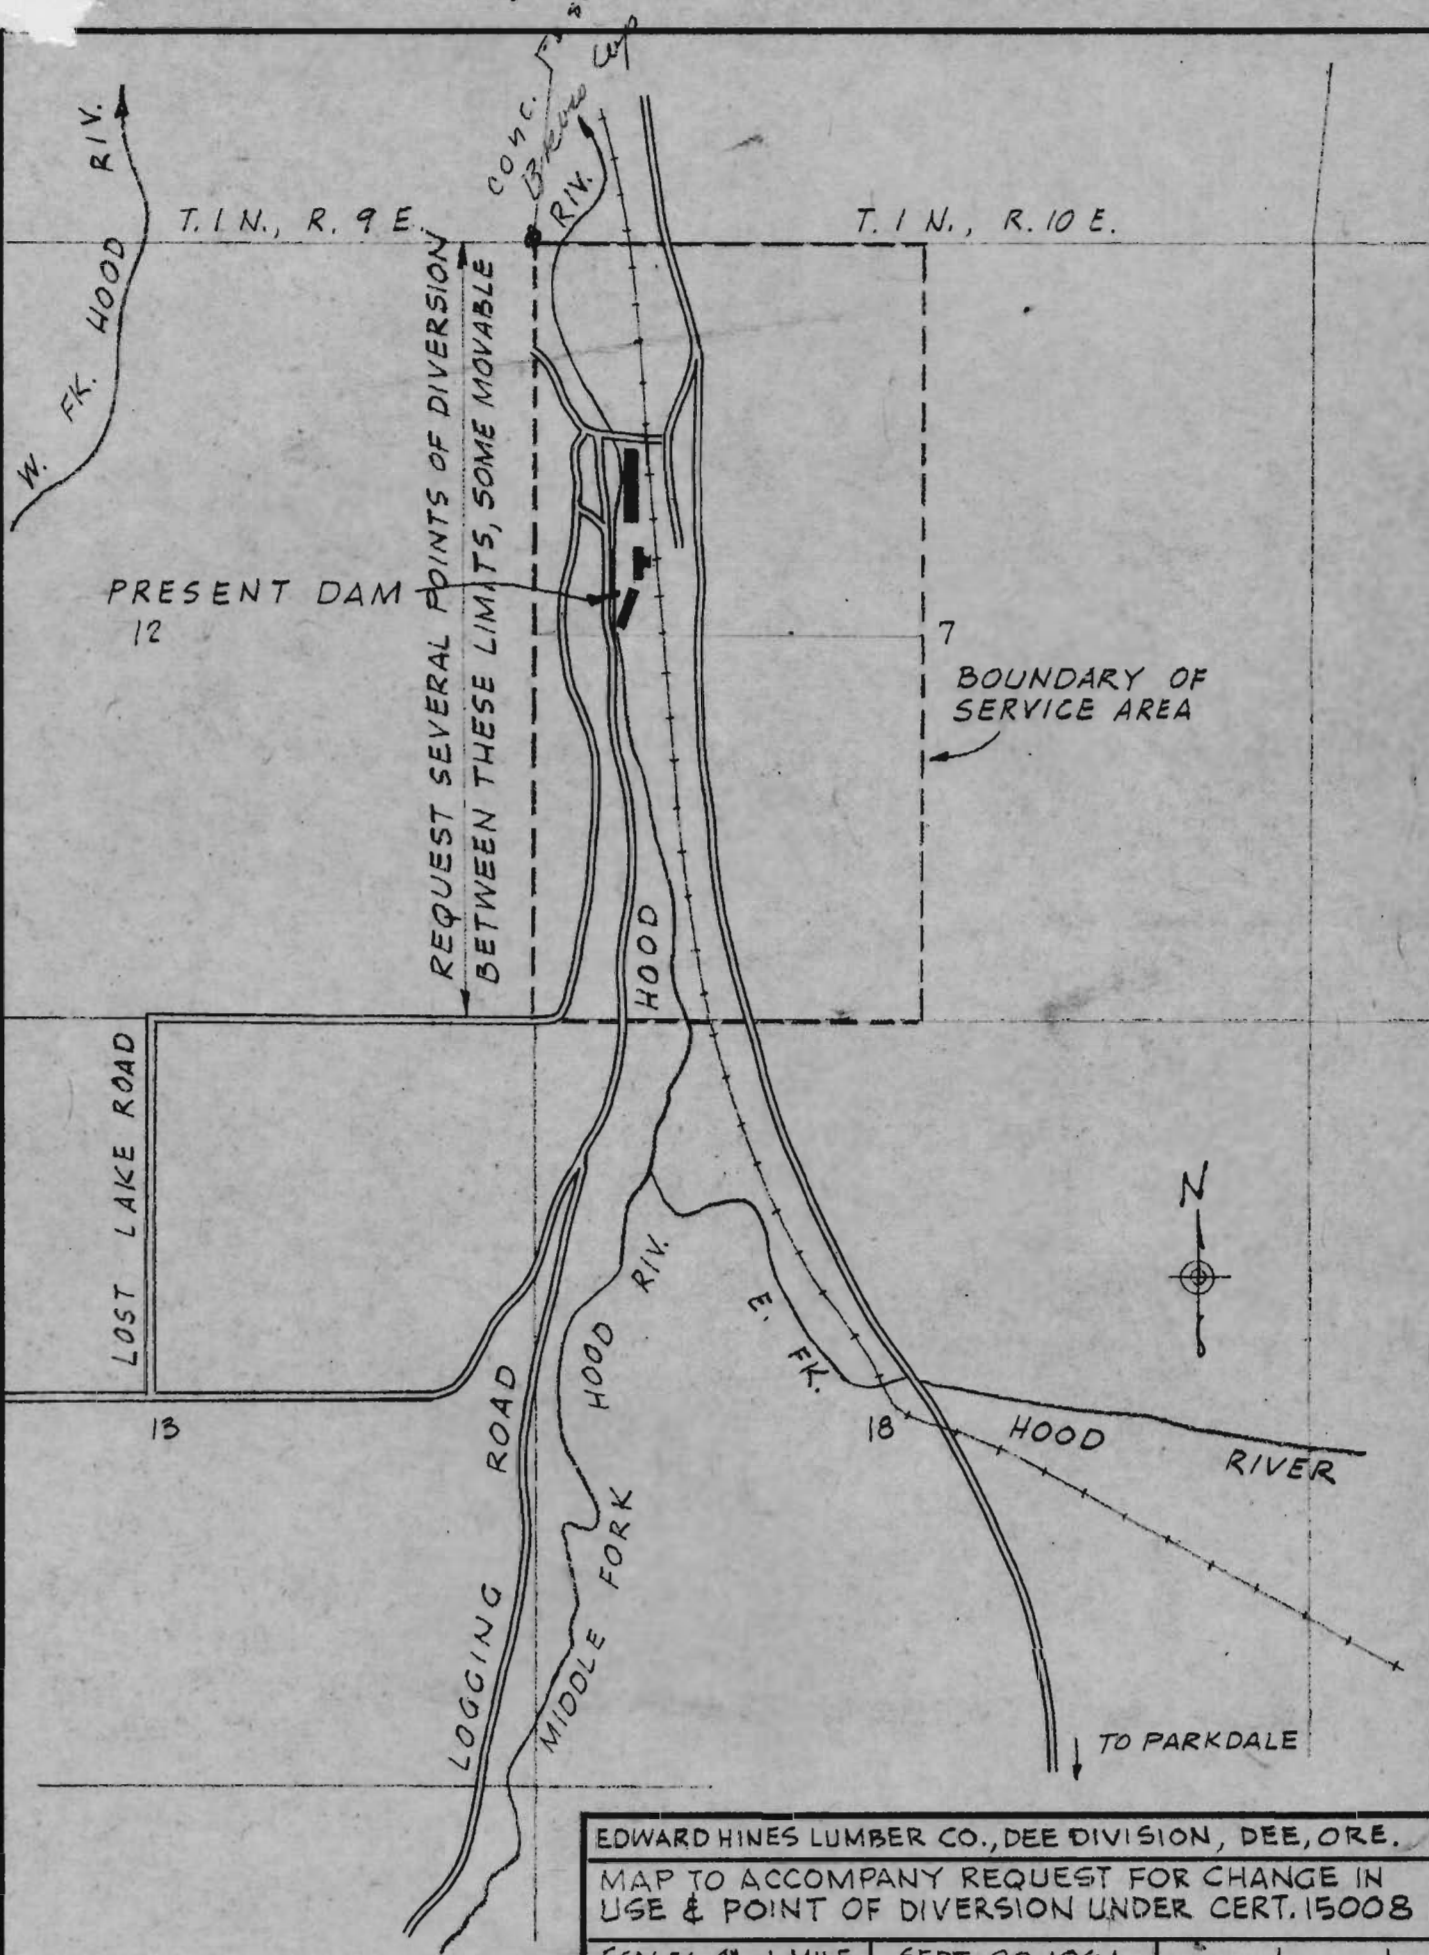 CONC.
Brass Cap
W. FK. HOOD RIV.
RIV.
T. 1 N., R. 9 E.
T. 1 N., R. 10 E.
REQUEST SEVERAL POINTS OF DIVERSION
BETWEEN THESE LIMITS, SOME MOVABLE
PRESENT DAM
12
7
BOUNDARY OF
SERVICE AREA
HOOD
LOST LAKE ROAD
N
RIV.
HOOD
E. FK.
13
18
HOOD
RIVER
LOGGING ROAD
MIDDLE FORK
TO PARKDALE
EDWARD HINES LUMBER CO., DEE DIVISION, DEE, ORE.
MAP TO ACCOMPANY REQUEST FOR CHANGE IN
USE & POINT OF DIVERSION UNDER CERT. 15008